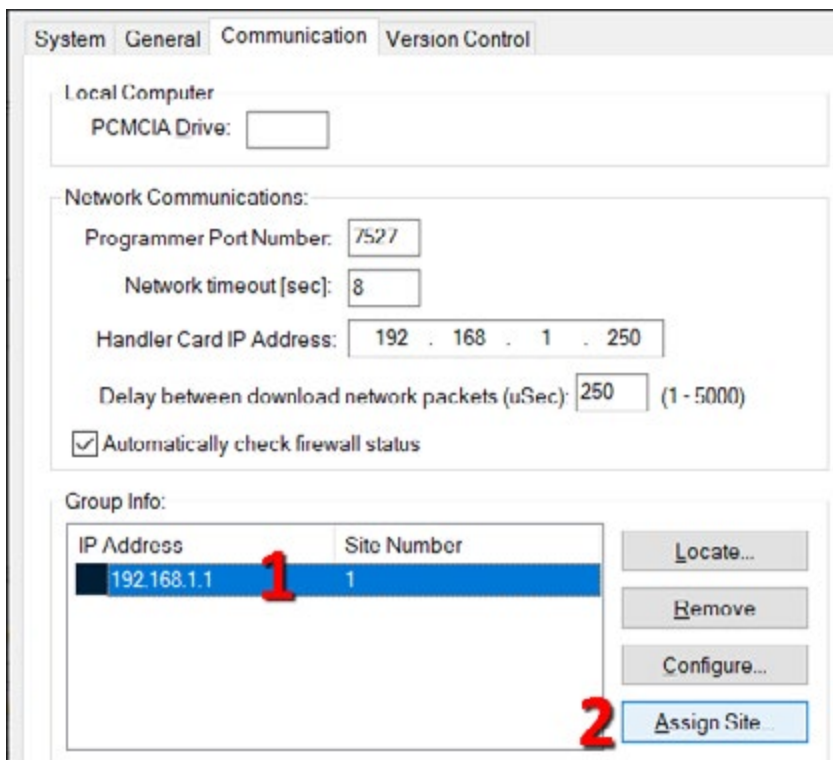 System General Communication Version Control
Local Computer
PCMCIA Drive:
Network Communications:
Programmer Port Number: 7527
Network timeout [sec]: 8
Handler Card IP Address: 192 . 168 . 1 . 250
Delay between download network packets (uSec): 250 (1 - 5000)
Automatically check firewall status
Group Info:
IP Address Site Number
192.168.1.1 1 1
Locate...
Remove
Configure...
2 Assign Site...